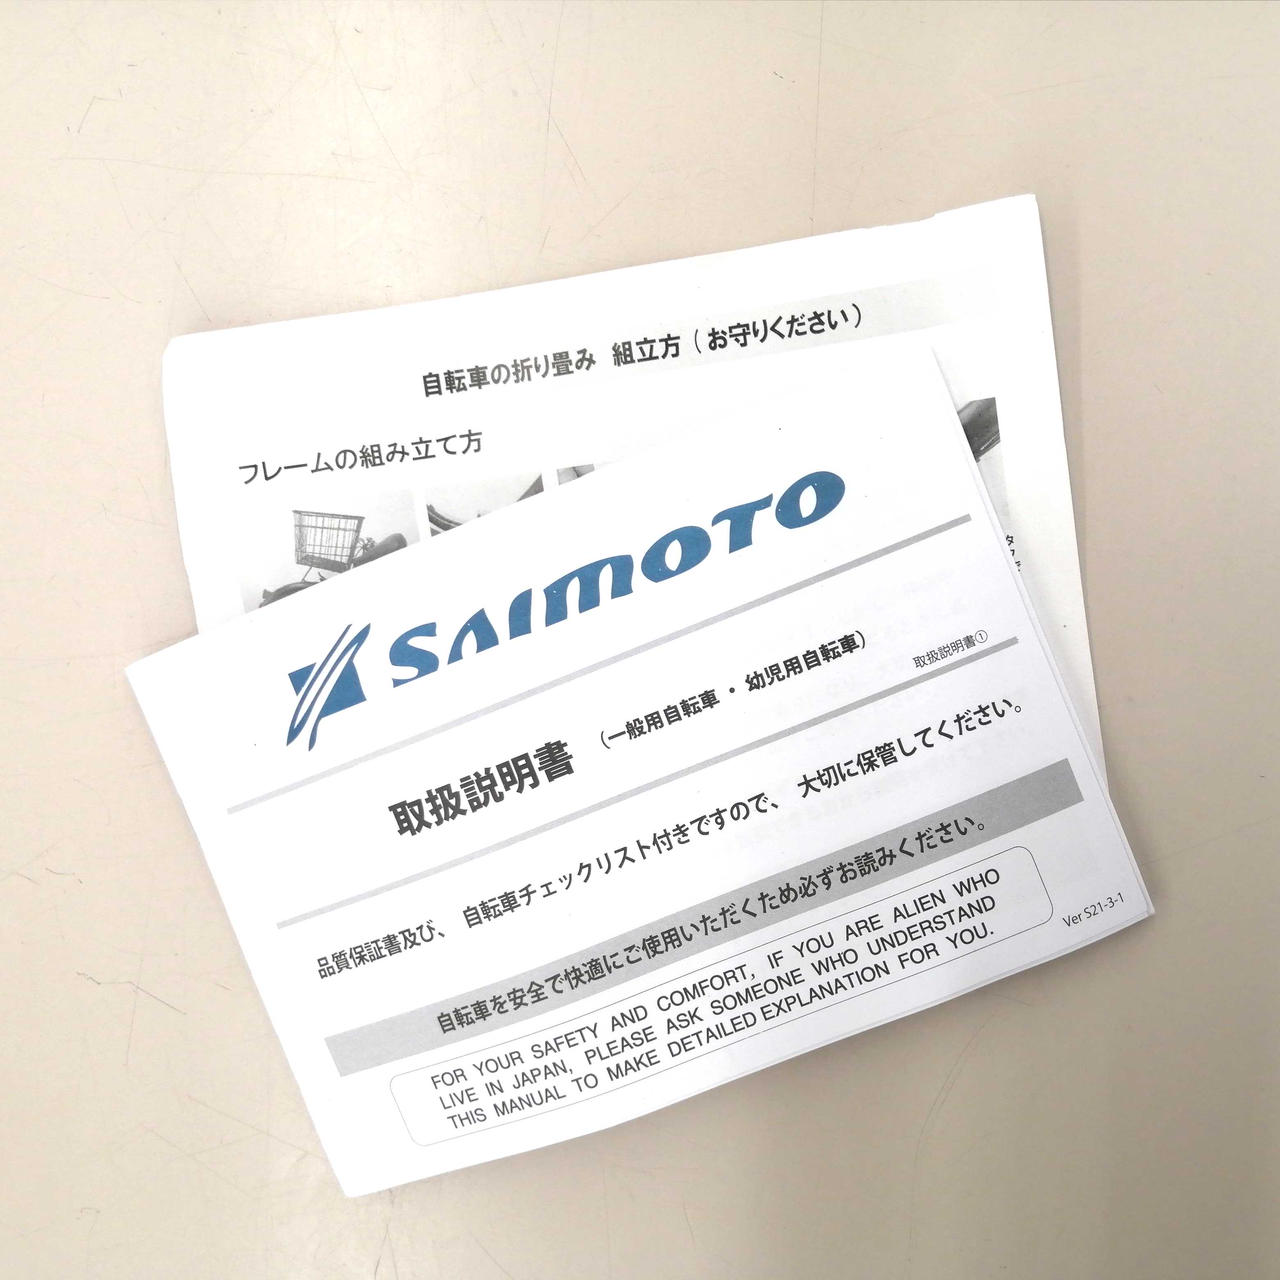 自転車の折り畳み 組立方(お守りください)
フレームの組み立て方
SAIMOTO
取扱説明書①
取扱説明書 (一般用自転車・幼児用自転車)
品質保証書及び、自転車チェックリスト付きですので、大切に保管してください。
自転車を安全で快適にご使用いただくため必ずお読みください。
FOR YOUR SAFETY AND COMFORT, IF YOU ARE ALIEN WHO
LIVE IN JAPAN, PLEASE ASK SOMEONE WHO UNDERSTAND
THIS MANUAL TO MAKE DETAILED EXPLANATION FOR YOU.
Ver S21-3-1